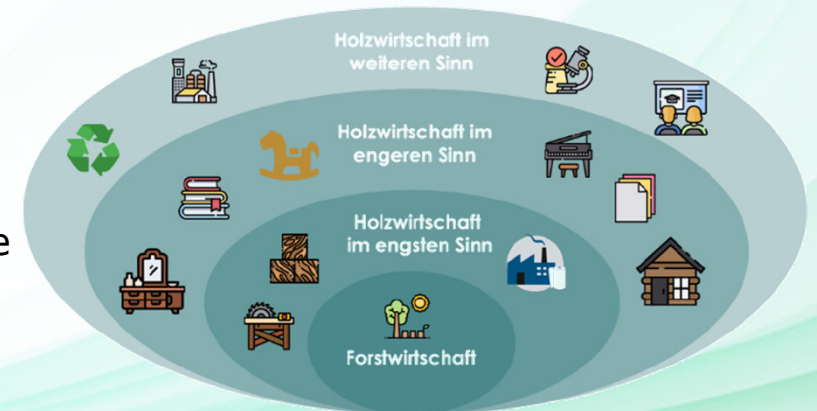 Holzwirtschaft im
weiteren Sinn
Holzwirtschaft im
engeren Sinn
Holzwirtschaft
im engsten Sinn
e
Forstwirtschaft